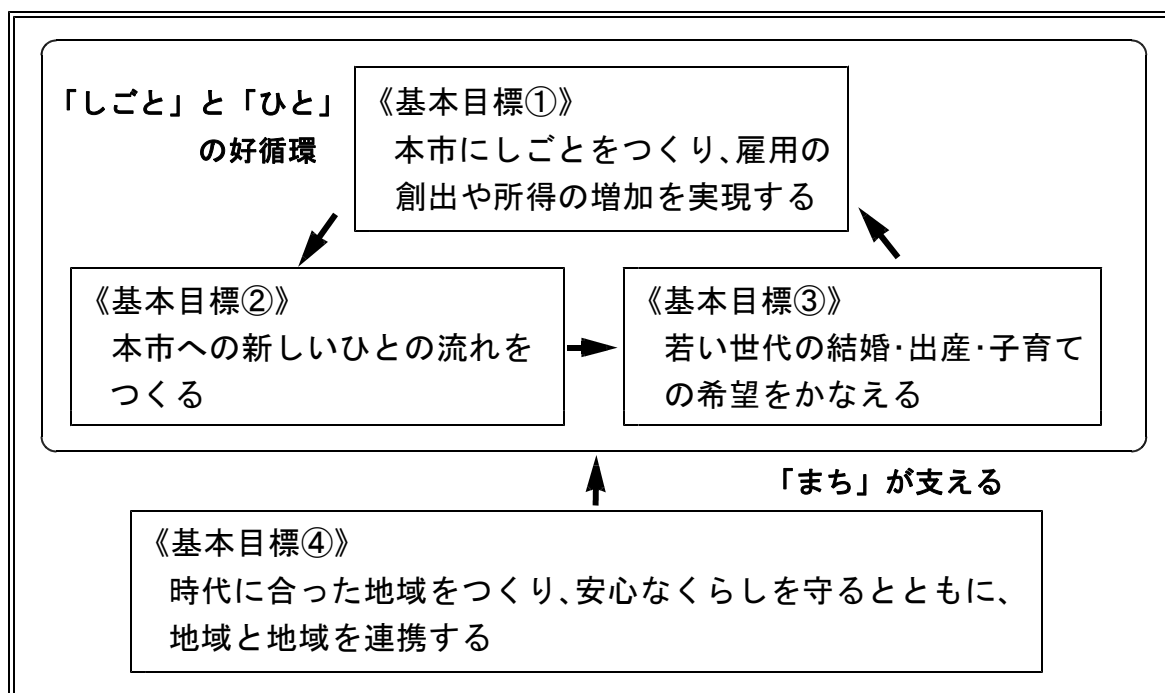 「しごと」と「ひと」
の好循環
《基本目標①》
本市にしごとをつくり、雇用の
創出や所得の増加を実現する
《基本目標②》
本市への新しいひとの流れを
つくる
《基本目標③》
若い世代の結婚・出産・子育て
の希望をかなえる
「まち」が支える
《基本目標④》
時代に合った地域をつくり、安心なくらしを守るとともに、
地域と地域を連携する